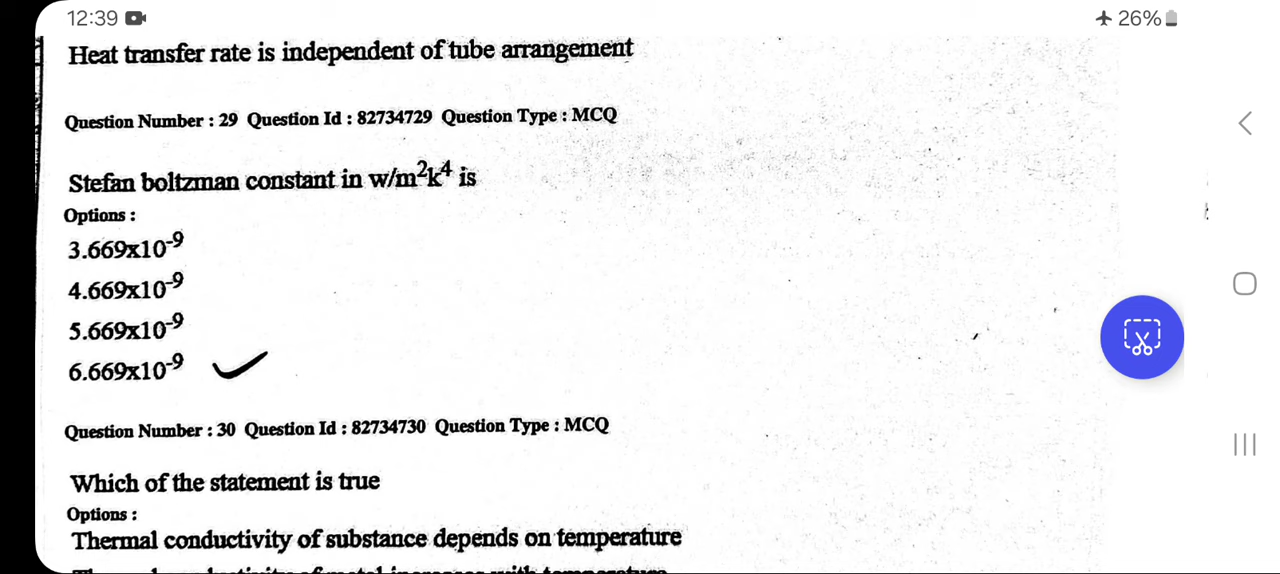 12:39
26%
Heat transfer rate is independent of tube arrangement
Question Number : 29 Question Id : 82734729 Question Type : MCQ
Stefan boltzman constant in w/m²k⁴ is
Options :
3.669x10⁻⁹
4.669x10⁻⁹
5.669x10⁻⁹
6.669x10⁻⁹
Question Number : 30 Question Id : 82734730 Question Type : MCQ
Which of the statement is true
Options :
Thermal conductivity of substance depends on temperature